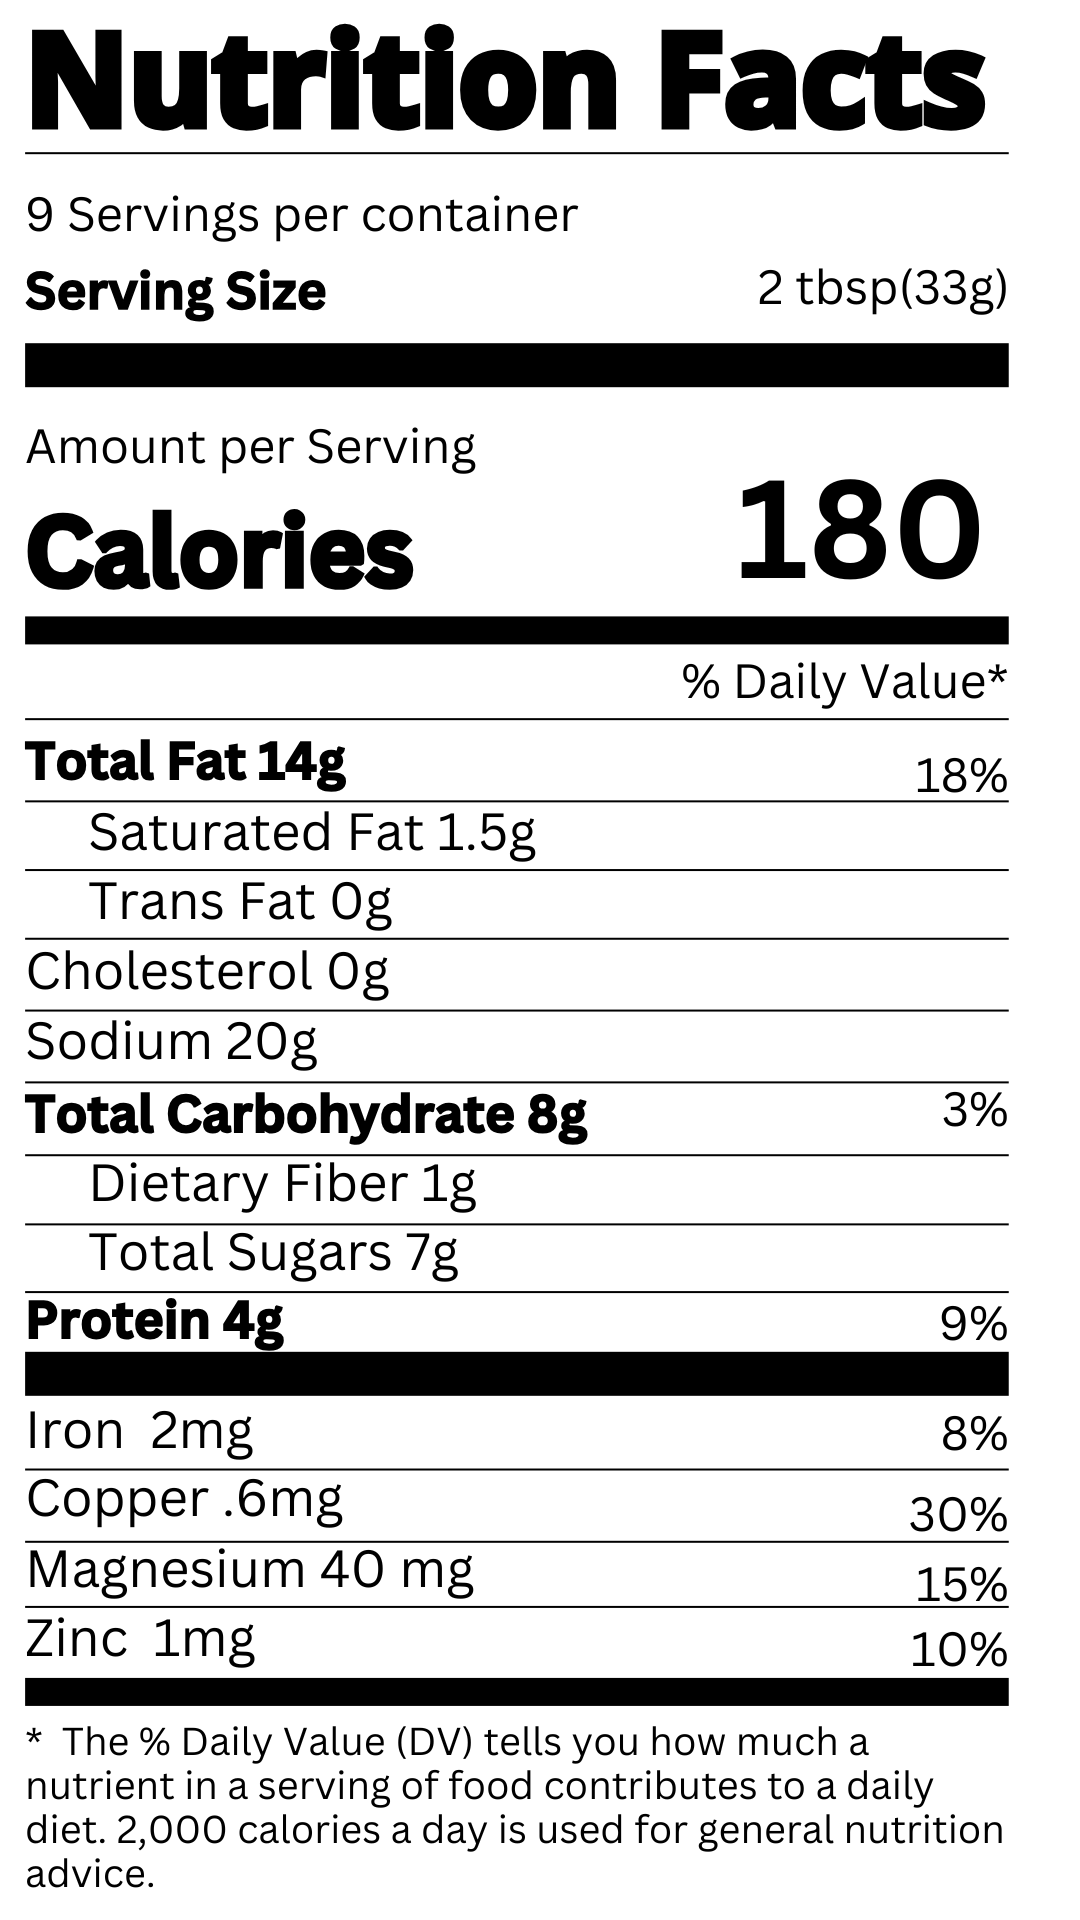 Nutrition Facts
9 Servings per container
Serving Size 2 tbsp(33g)
Amount per Serving
Calories 180
% Daily Value*
Total Fat 14g 18%
Saturated Fat 1.5g
Trans Fat 0g
Cholesterol 0g
Sodium 20g
Total Carbohydrate 8g 3%
Dietary Fiber 1g
Total Sugars 7g
Protein 4g 9%
Iron  2mg 8%
Copper .6mg 30%
Magnesium 40 mg 15%
Zinc  1mg 10%
*  The % Daily Value (DV) tells you how much a
nutrient in a serving of food contributes to a daily
diet. 2,000 calories a day is used for general nutrition
advice.